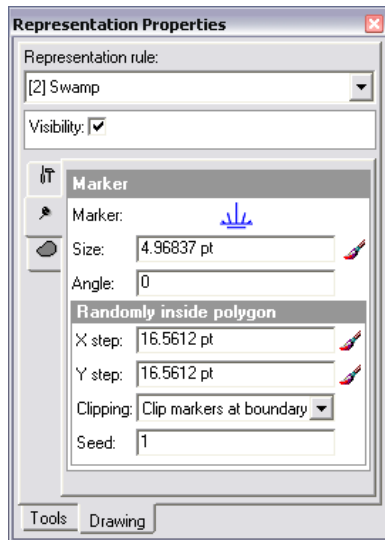 Representation Properties
Representation rule:
[2] Swamp
Visibility:
Marker
Marker:
Size: 4.96837 pt
Angle: 0
Randomly inside polygon
X step: 16.5612 pt
Y step: 16.5612 pt
Clipping: Clip markers at boundary
Seed: 1
Tools Drawing